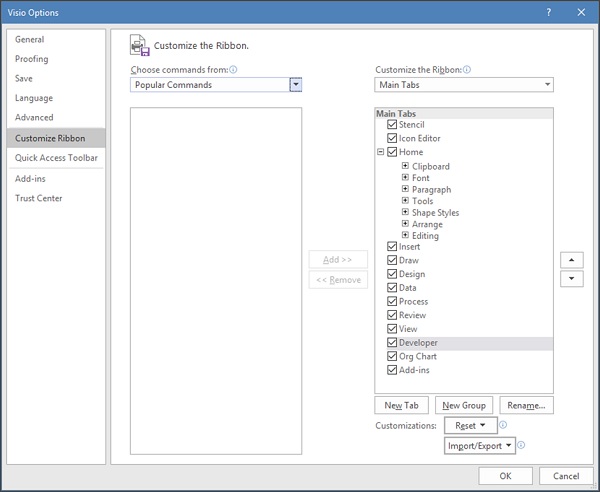 Visio Options
General
Proofing
Save
Language
Advanced
Customize Ribbon
Quick Access Toolbar
Add-ins
Trust Center
Customize the Ribbon.
Choose commands from:
Popular Commands
Add >>
<< Remove
Customize the Ribbon:
Main Tabs
Main Tabs
Stencil
Icon Editor
Home
Clipboard
Font
Paragraph
Tools
Shape Styles
Arrange
Editing
Insert
Draw
Design
Data
Process
Review
View
Developer
Org Chart
Add-ins
New Tab New Group Rename...
Customizations: Reset
Import/Export
OK Cancel